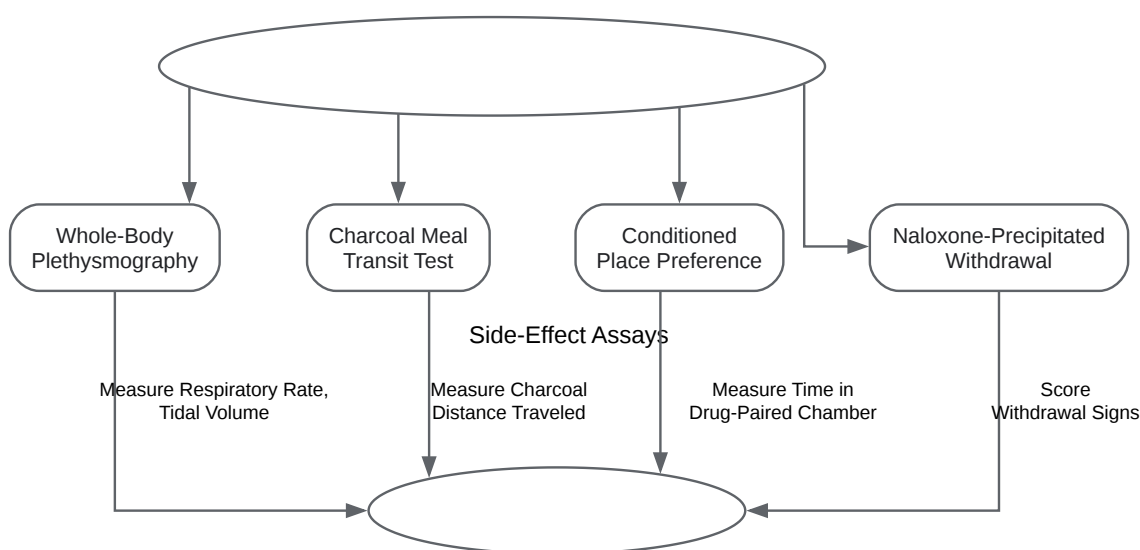 Whole-Body
Plethysmography
Charcoal Meal
Transit Test
Conditioned
Place Preference
Naloxone-Precipitated
Withdrawal
Side-Effect Assays
Measure Respiratory Rate,
Tidal Volume
Measure Charcoal
Distance Traveled
Measure Time in
Drug-Paired Chamber
Score
Withdrawal Signs